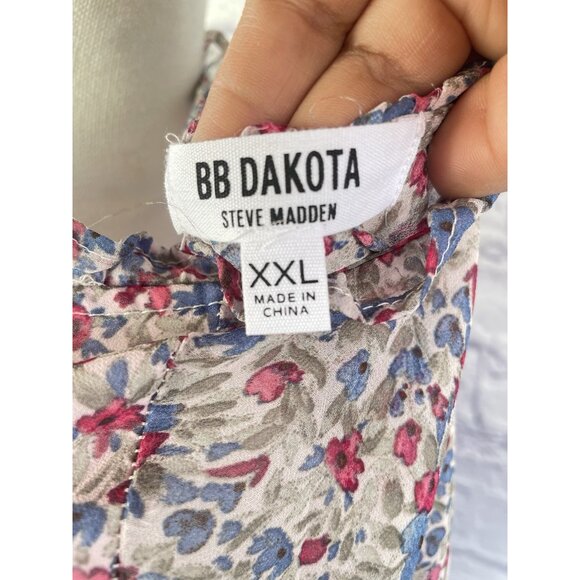 BB DAKOTA
STEVE MADDEN
XXL
MADE IN
CHINA